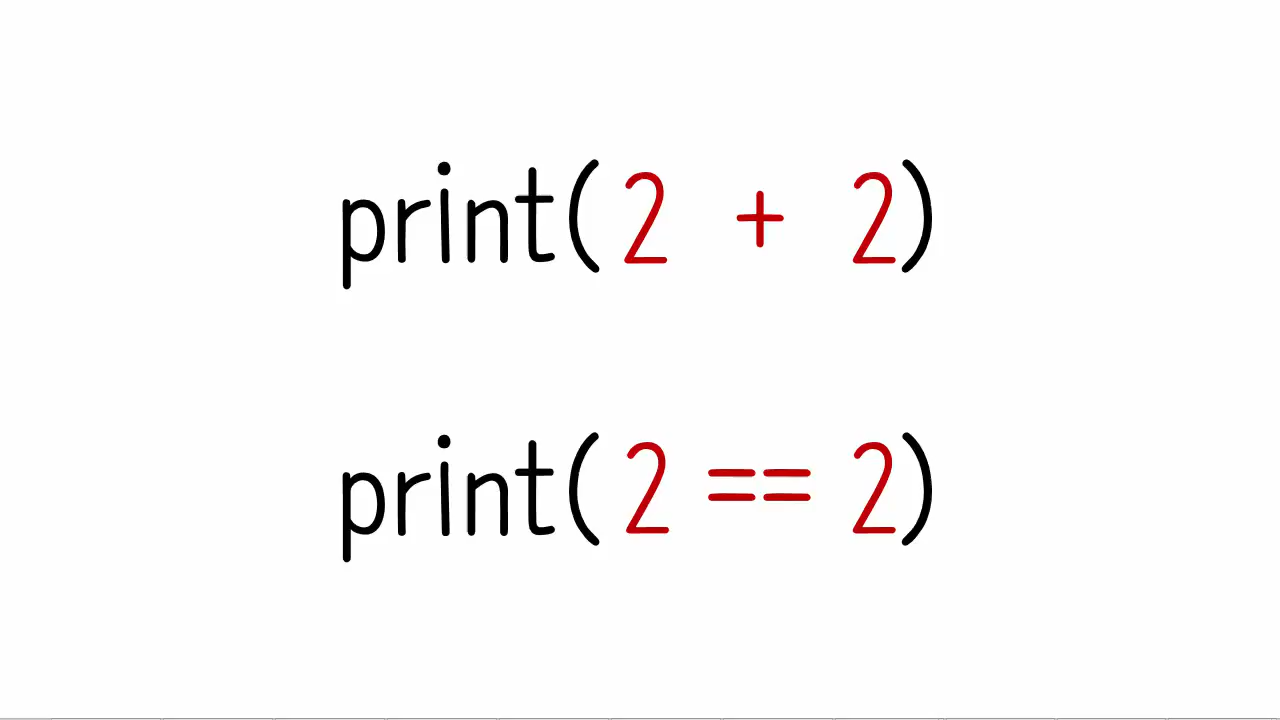 print(2 + 2)
print(2 == 2)